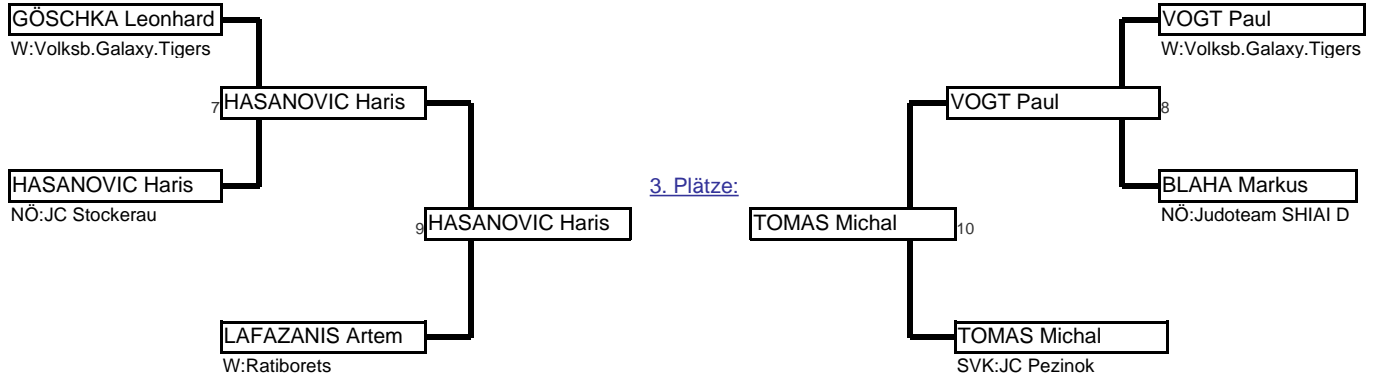 GÖSCHKA Leonhard
W:Volksb.Galaxy.Tigers
7 HASANOVIC Haris
HASANOVIC Haris
NÖ:JC Stockerau
9 HASANOVIC Haris
LAFAZANIS Artem
W:Ratiborets
3. Plätze:
VOGT Paul
W:Volksb.Galaxy.Tigers
VOGT Paul 8
BLAHA Markus
NÖ:Judoteam SHIAI D
TOMAS Michal 10
TOMAS Michal
SVK:JC Pezinok